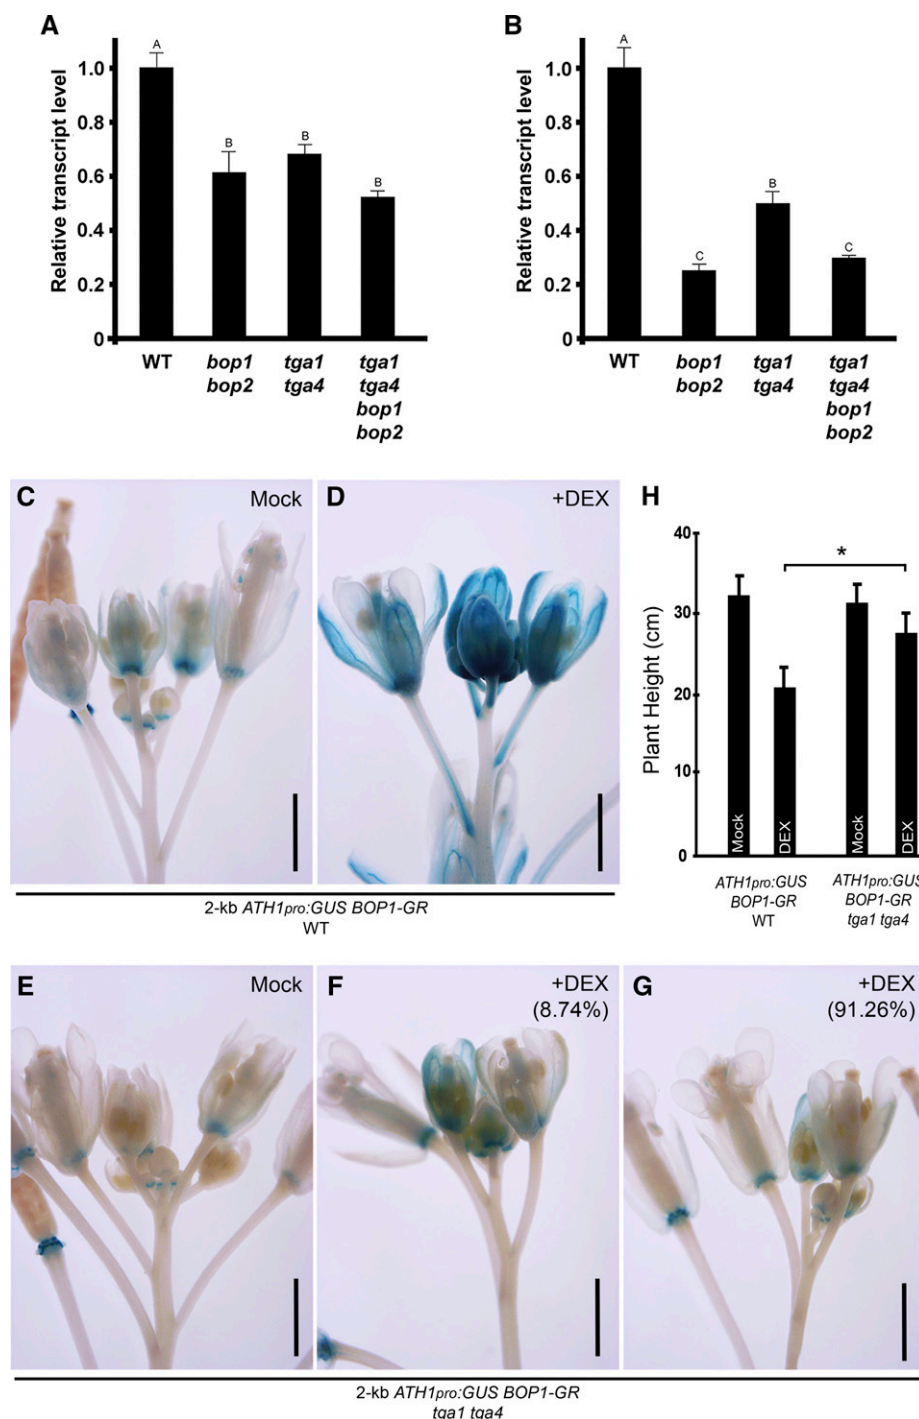 A
Relative transcript level
1.0
0.8
0.6
0.4
0.2
0
A
B
B
B
WT
bop1
bop2
tga1
tga4
tga1
tga4
bop1
bop2
B
Relative transcript level
1.0
0.8
0.6
0.4
0.2
0
A
C
B
C
WT
bop1
bop2
tga1
tga4
tga1
tga4
bop1
bop2
C
Mock
D
+DEX
2-kb ATH1pro:GUS BOP1-GR
WT
H
Plant Height (cm)
40
30
20
10
0
*
Mock
DEX
Mock
DEX
ATH1pro:GUS
BOP1-GR
WT
ATH1pro:GUS
BOP1-GR
tga1 tga4
E
Mock
F
+DEX
(8.74%)
G
+DEX
(91.26%)
2-kb ATH1pro:GUS BOP1-GR
tga1 tga4